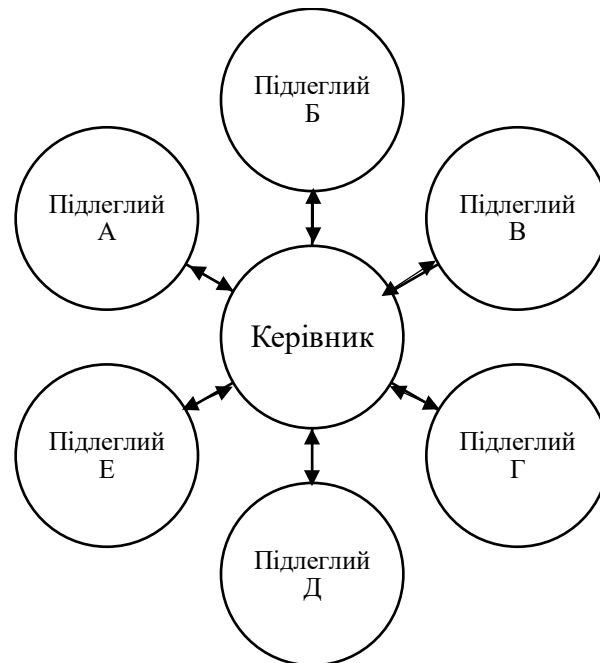 Підлеглий
Б
Підлеглий
А
Підлеглий
В
Керівник
Підлеглий
Е
Підлеглий
Г
Підлеглий
Д